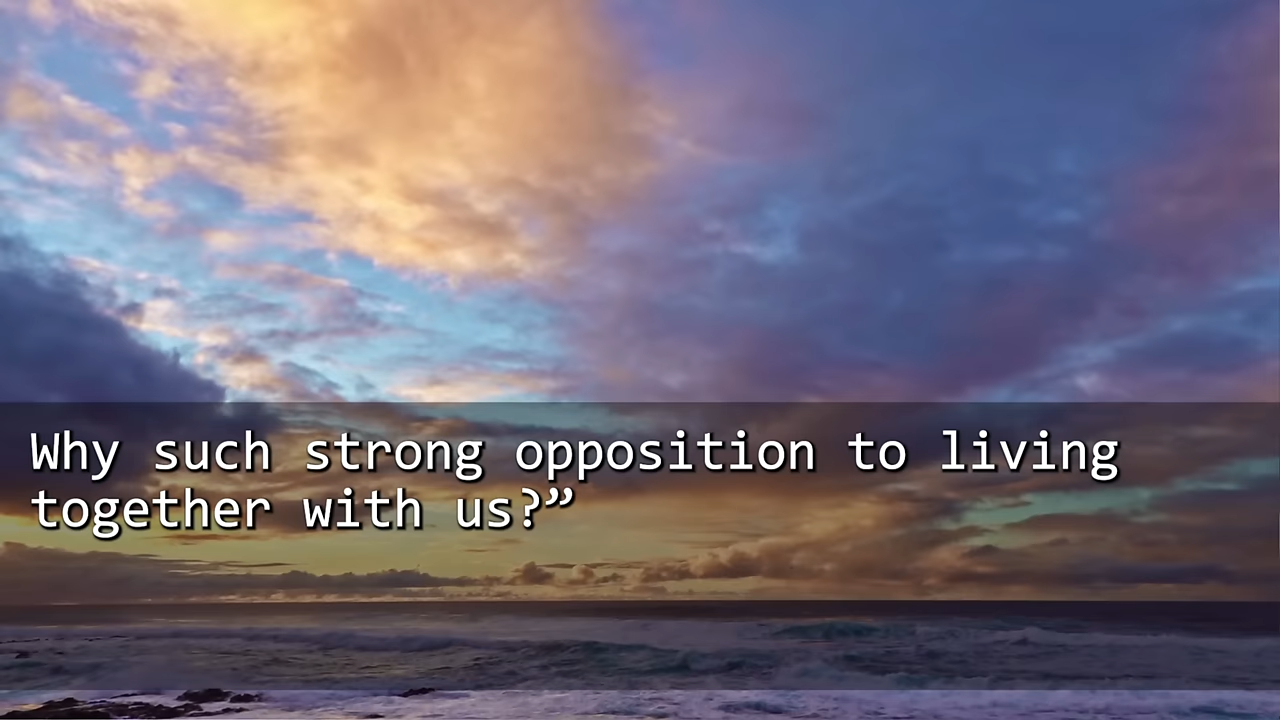 Why such strong opposition to living
together with us?”